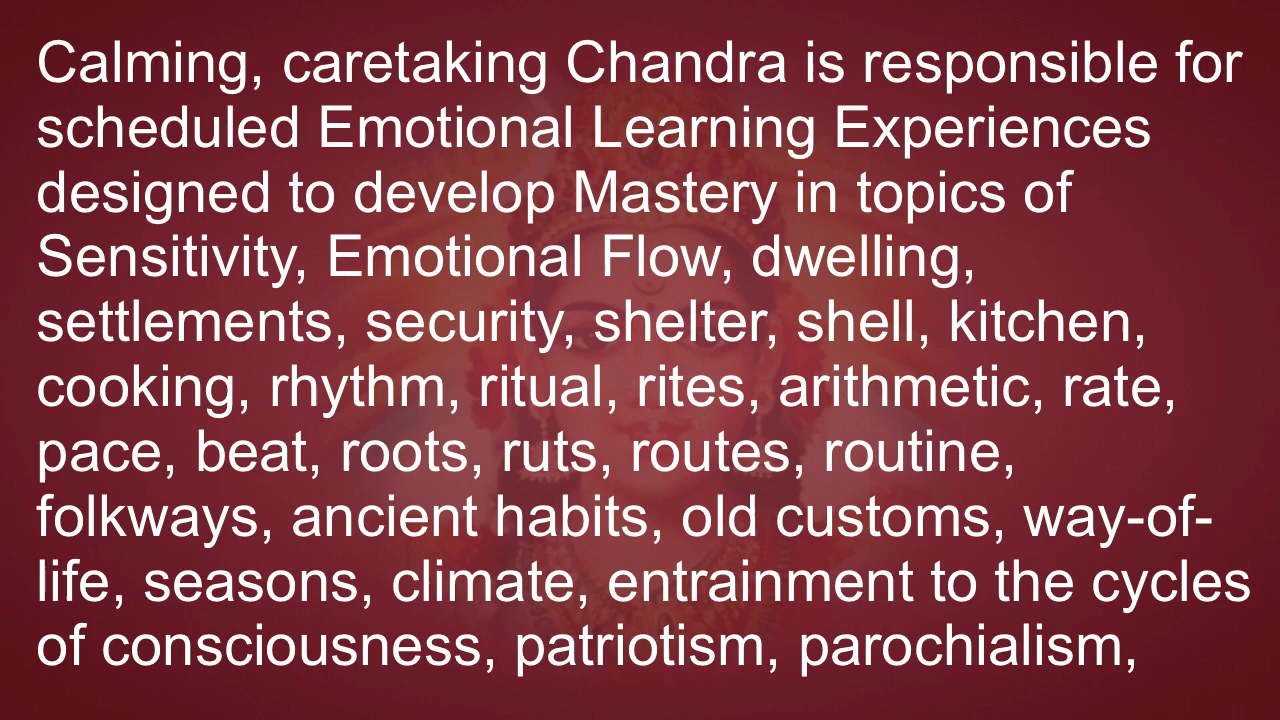 Calming, caretaking Chandra is responsible for
scheduled Emotional Learning Experiences
designed to develop Mastery in topics of
Sensitivity, Emotional Flow, dwelling,
settlements, security, shelter, shell, kitchen,
cooking, rhythm, ritual, rites, arithmetic, rate,
pace, beat, roots, ruts, routes, routine,
folkways, ancient habits, old customs, way-of-
life, seasons, climate, entrainment to the cycles
of consciousness, patriotism, parochialism,